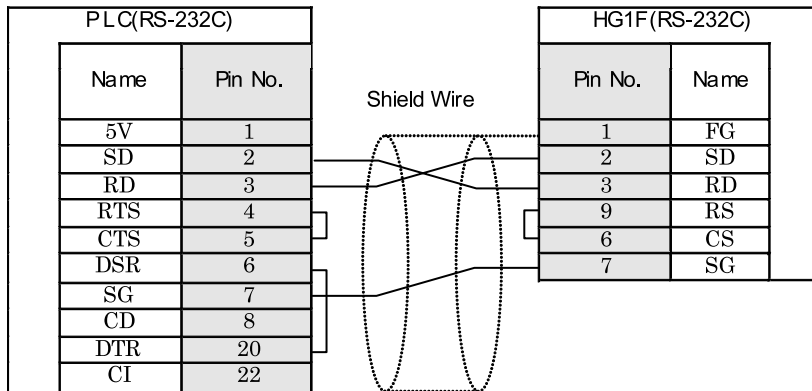 PLC(RS-232C)
Name Pin No.
5V 1
SD 2
RD 3
RTS 4
CTS 5
DSR 6
SG 7
CD 8
DTR 20
CI 22
Shield Wire
HG1F(RS-232C)
Pin No. Name
1 FG
2 SD
3 RD
9 RS
6 CS
7 SG